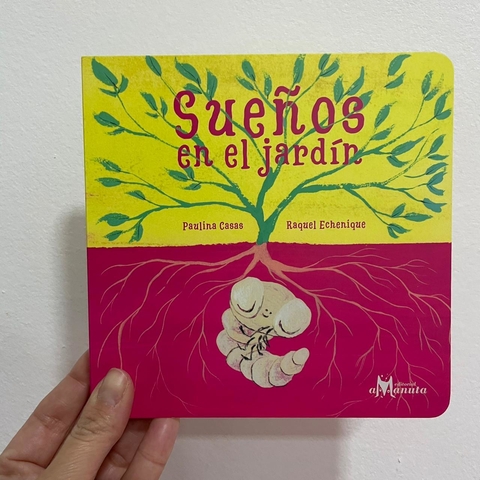 Sueños
en el jardín
Paulina Casas Raquel Echenique
editorial
aManuta